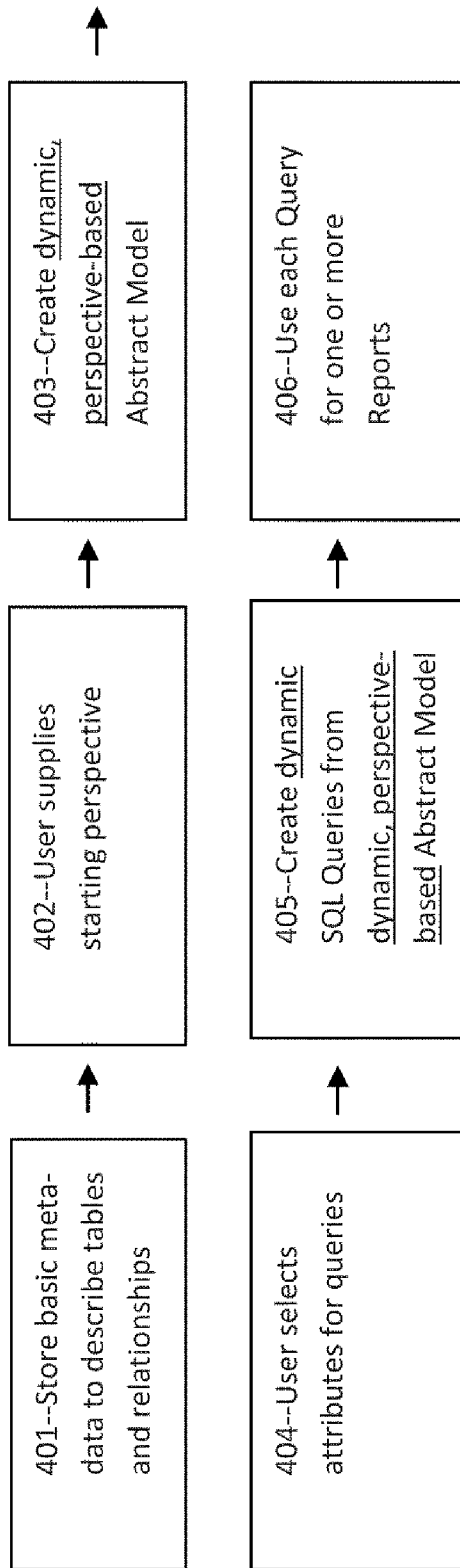 401--Store basic meta-
data to describe tables
and relationships
402--User supplies
starting perspective
403--Create dynamic,
perspective-based
Abstract Model
404--User selects
attributes for queries
405--Create dynamic
SQL Queries from
dynamic, perspective-
based Abstract Model
406--Use each Query
for one or more
Reports